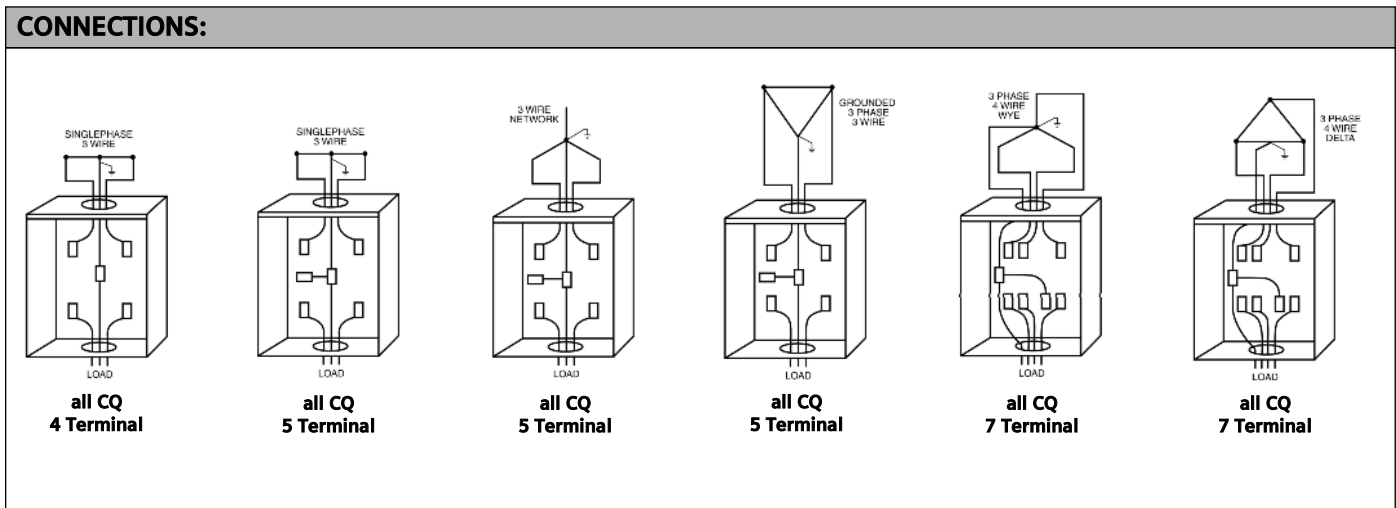 CONNECTIONS:
SINGLEPHASE
3 WIRE
LOAD
all CQ
4 Terminal
SINGLEPHASE
3 WIRE
LOAD
all CQ
5 Terminal
3 WIRE
NETWORK
LOAD
all CQ
5 Terminal
GROUNDED
3 PHASE
3 WIRE
LOAD
all CQ
5 Terminal
3 PHASE
4 WIRE
WYE
LOAD
all CQ
7 Terminal
3 PHASE
4 WIRE
DELTA
LOAD
all CQ
7 Terminal